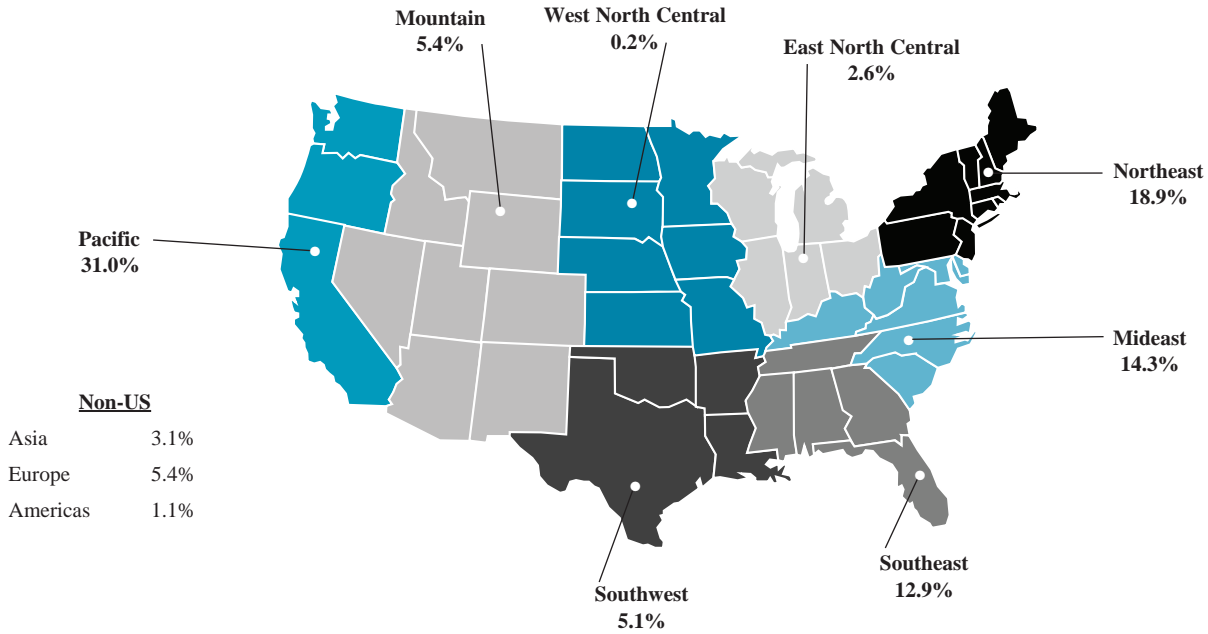 Mountain
5.4%
West North Central
0.2%
East North Central
2.6%
Northeast
18.9%
Pacific
31.0%
Mideast
14.3%
Non-US
Asia 3.1%
Europe 5.4%
Americas 1.1%
Southeast
12.9%
Southwest
5.1%